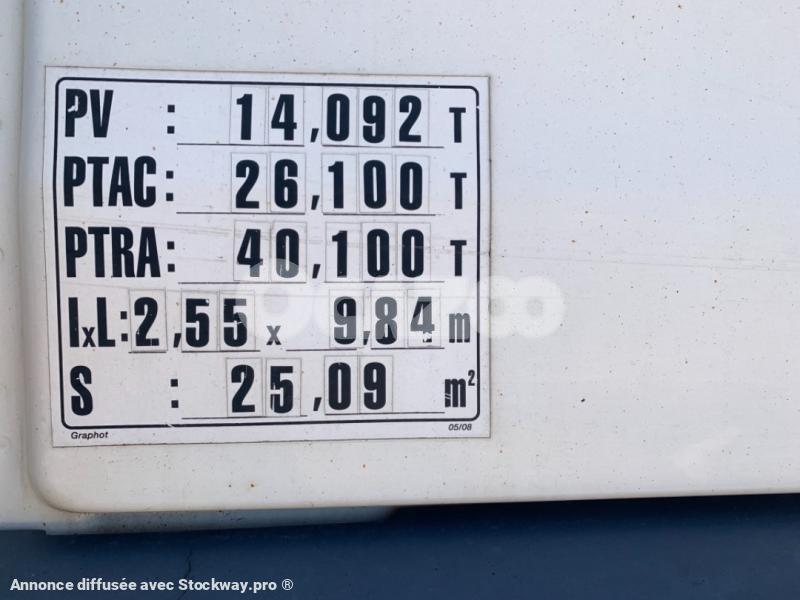 PV : 14,092 T
PTAC : 26,100 T
PTRA : 40,100 T
lxL : 2,55 x 9,84 m
S : 25,09 m²
Graphot 05/08
Annonce diffusée avec Stockway.pro ®